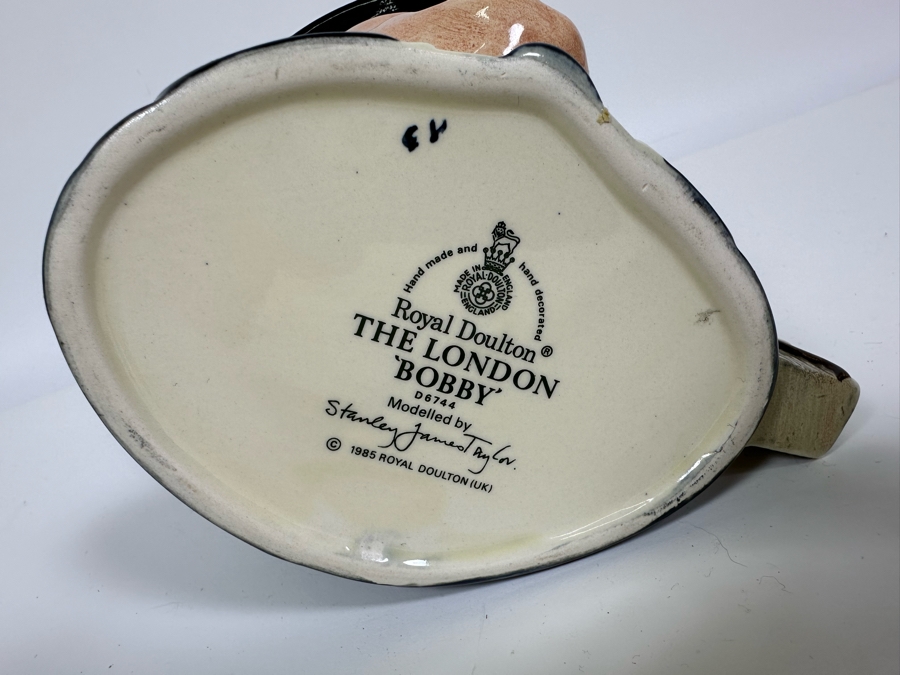 Hand made and hand decorated
MADE IN ENGLAND
ROYAL·DOULTON
ENGLAND
Royal Doulton ®
THE LONDON
'BOBBY'
D6744
Modelled by
Stanley James Taylor.
© 1985 ROYAL DOULTON (UK)